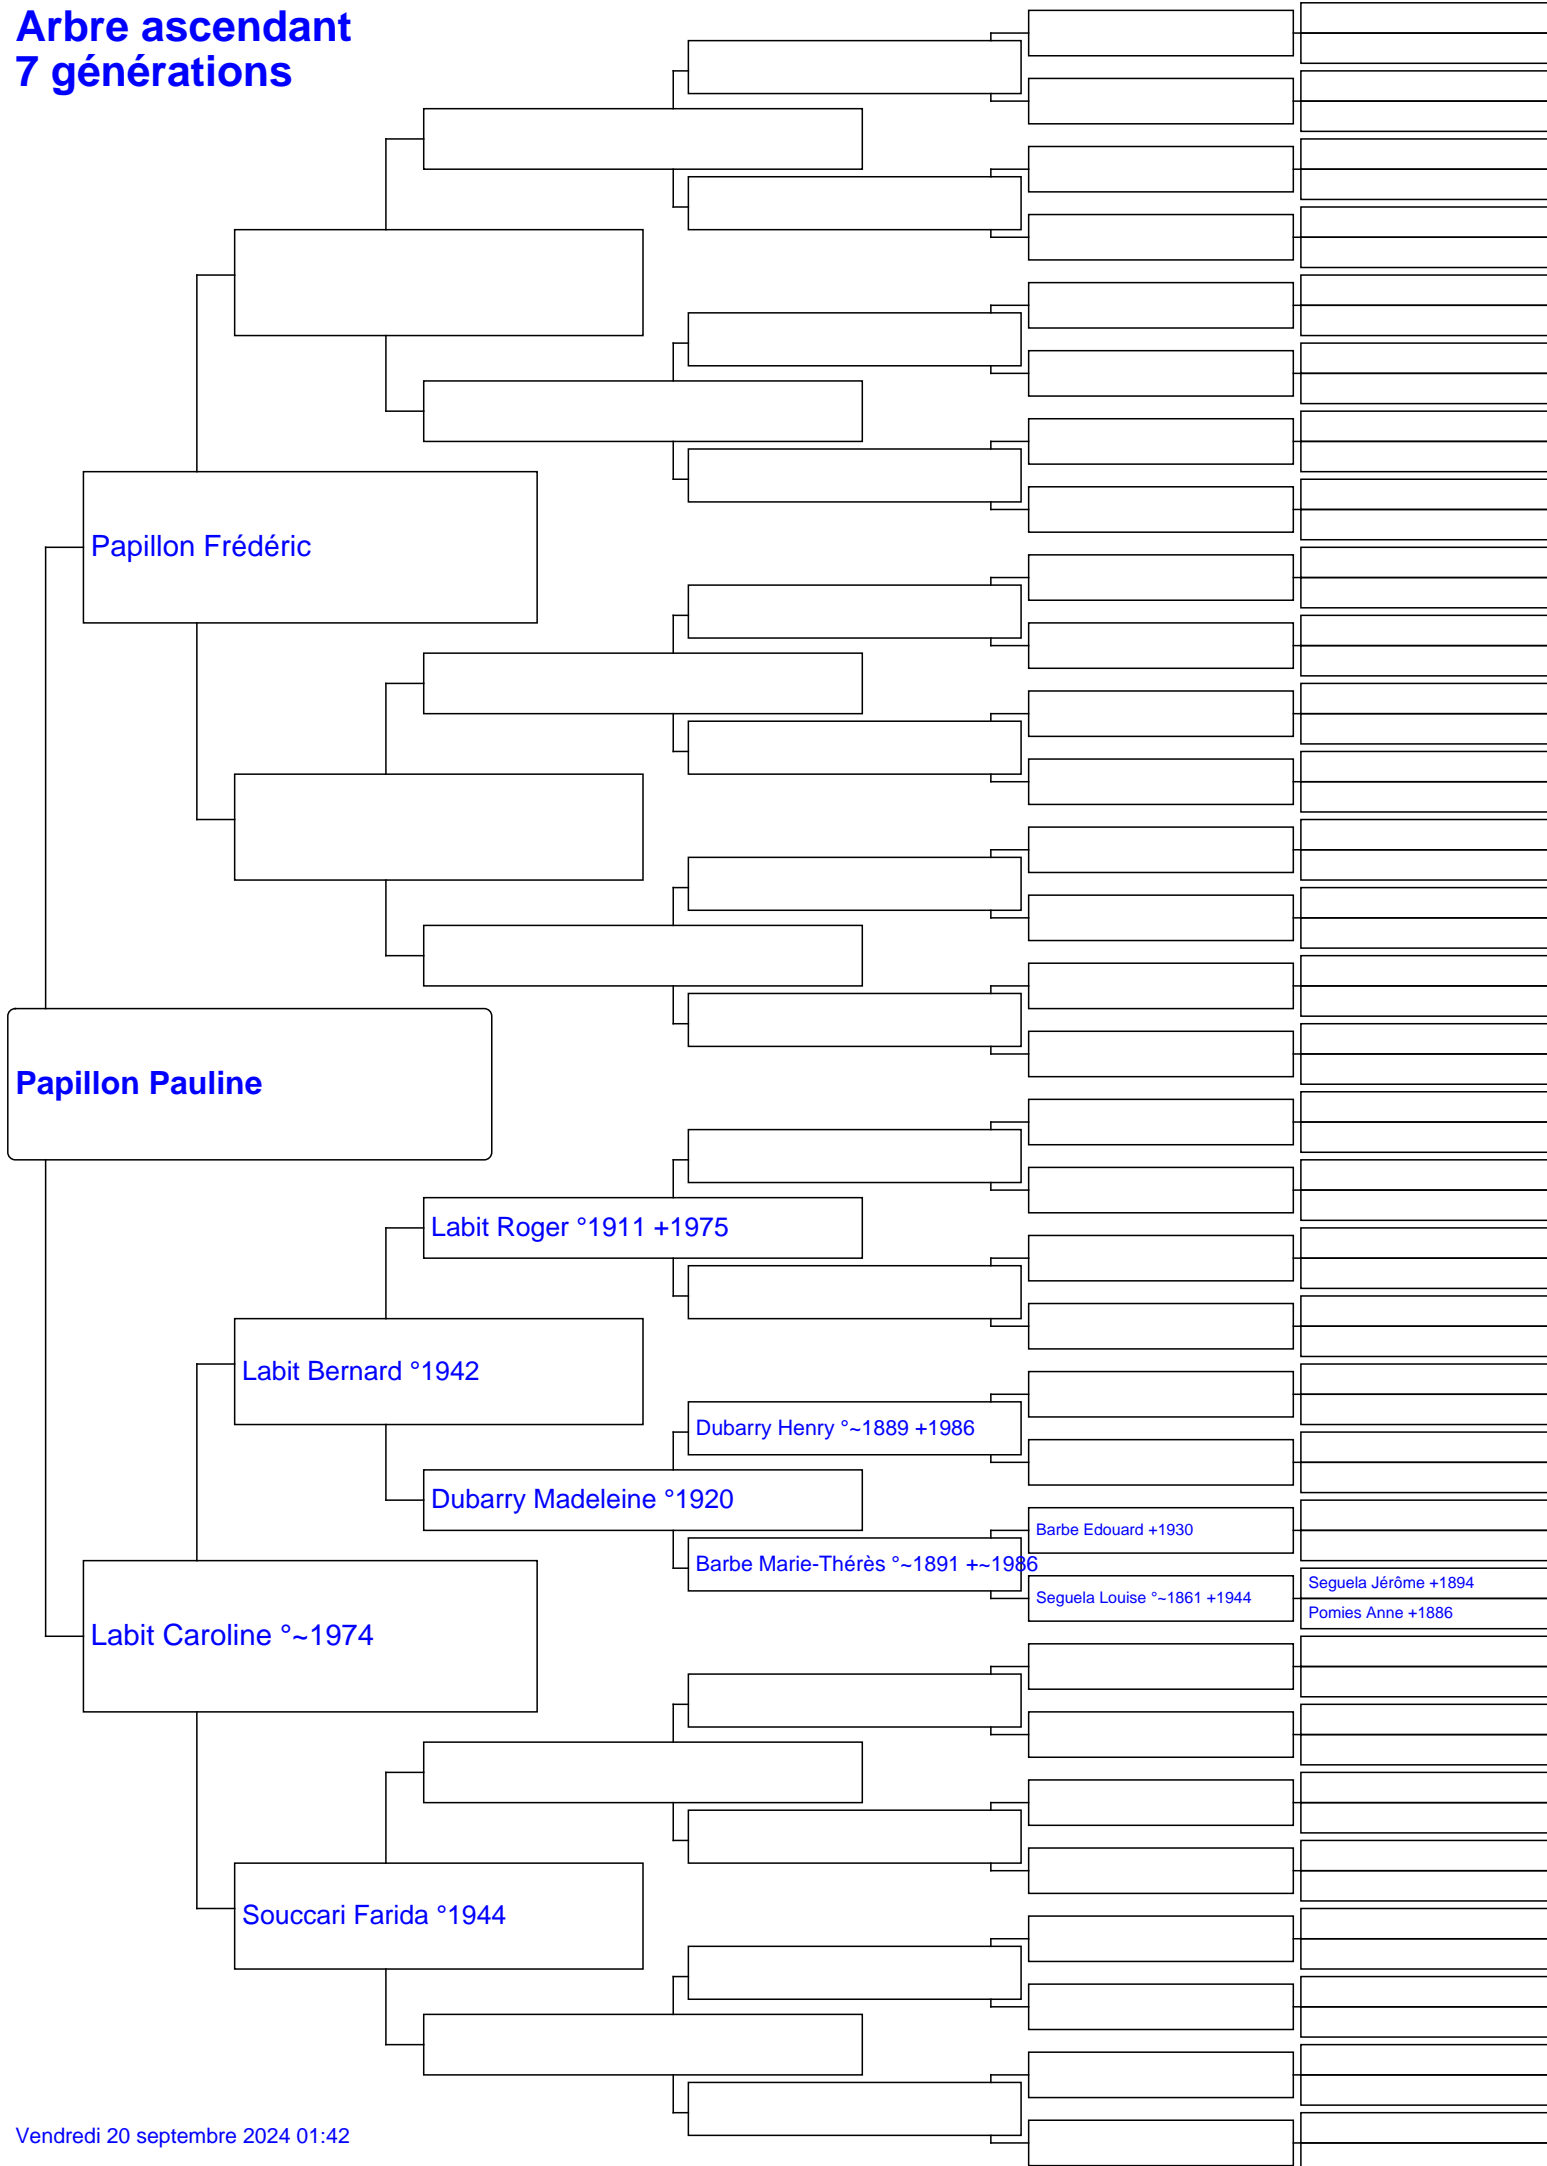 Arbre ascendant
7 générations
Papillon Frédéric
Papillon Pauline
Labit Roger °1911 +1975
Labit Bernard °1942
Dubarry Henry °~1889 +1986
Dubarry Madeleine °1920
Barbe Edouard +1930
Barbe Marie-Thérès °~1891 +~1986
Seguela Jérôme +1894
Seguela Louise °~1861 +1944
Pomies Anne +1886
Labit Caroline °~1974
Souccari Farida °1944
Vendredi 20 septembre 2024 01:42